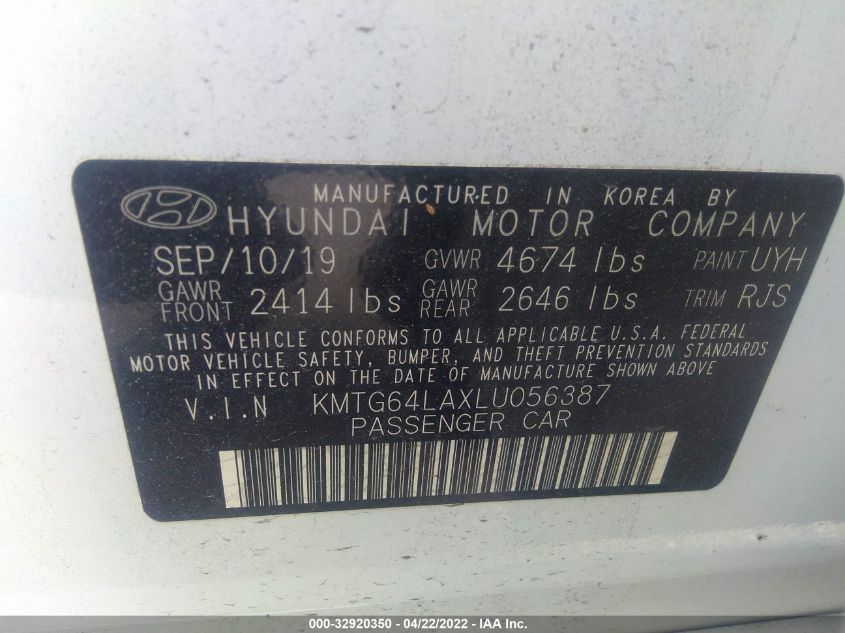 MANUFACTURED IN KOREA BY
HYUNDAI MOTOR COMPANY
SEP/10/19 GVWR 4674 lbs PAINT UYH
GAWR FRONT 2414 lbs GAWR REAR 2646 lbs TRIM RJS
THIS VEHICLE CONFORMS TO ALL APPLICABLE U.S.A. FEDERAL
MOTOR VEHICLE SAFETY, BUMPER, AND THEFT PREVENTION STANDARDS
IN EFFECT ON THE DATE OF MANUFACTURE SHOWN ABOVE
V.I.N KMTG64LAXLU056387
PASSENGER CAR
000-32920350 - 04/22/2022 - IAA Inc.